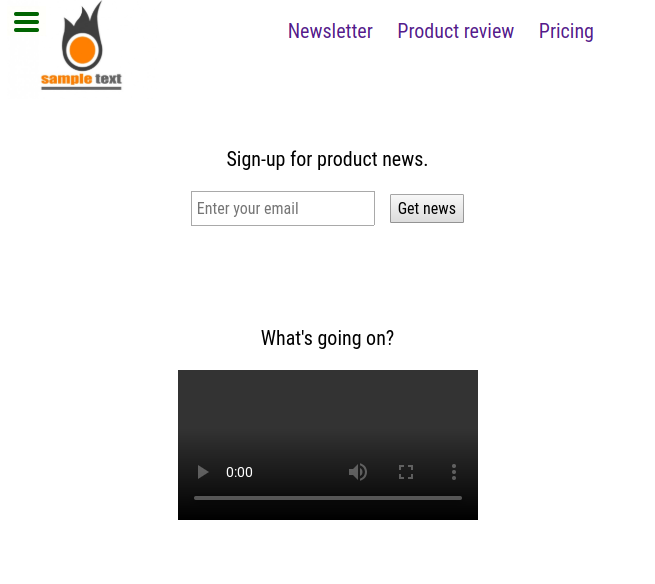 Newsletter Product review Pricing
sample text
Sign-up for product news.
Enter your email Get news
What's going on?
0:00